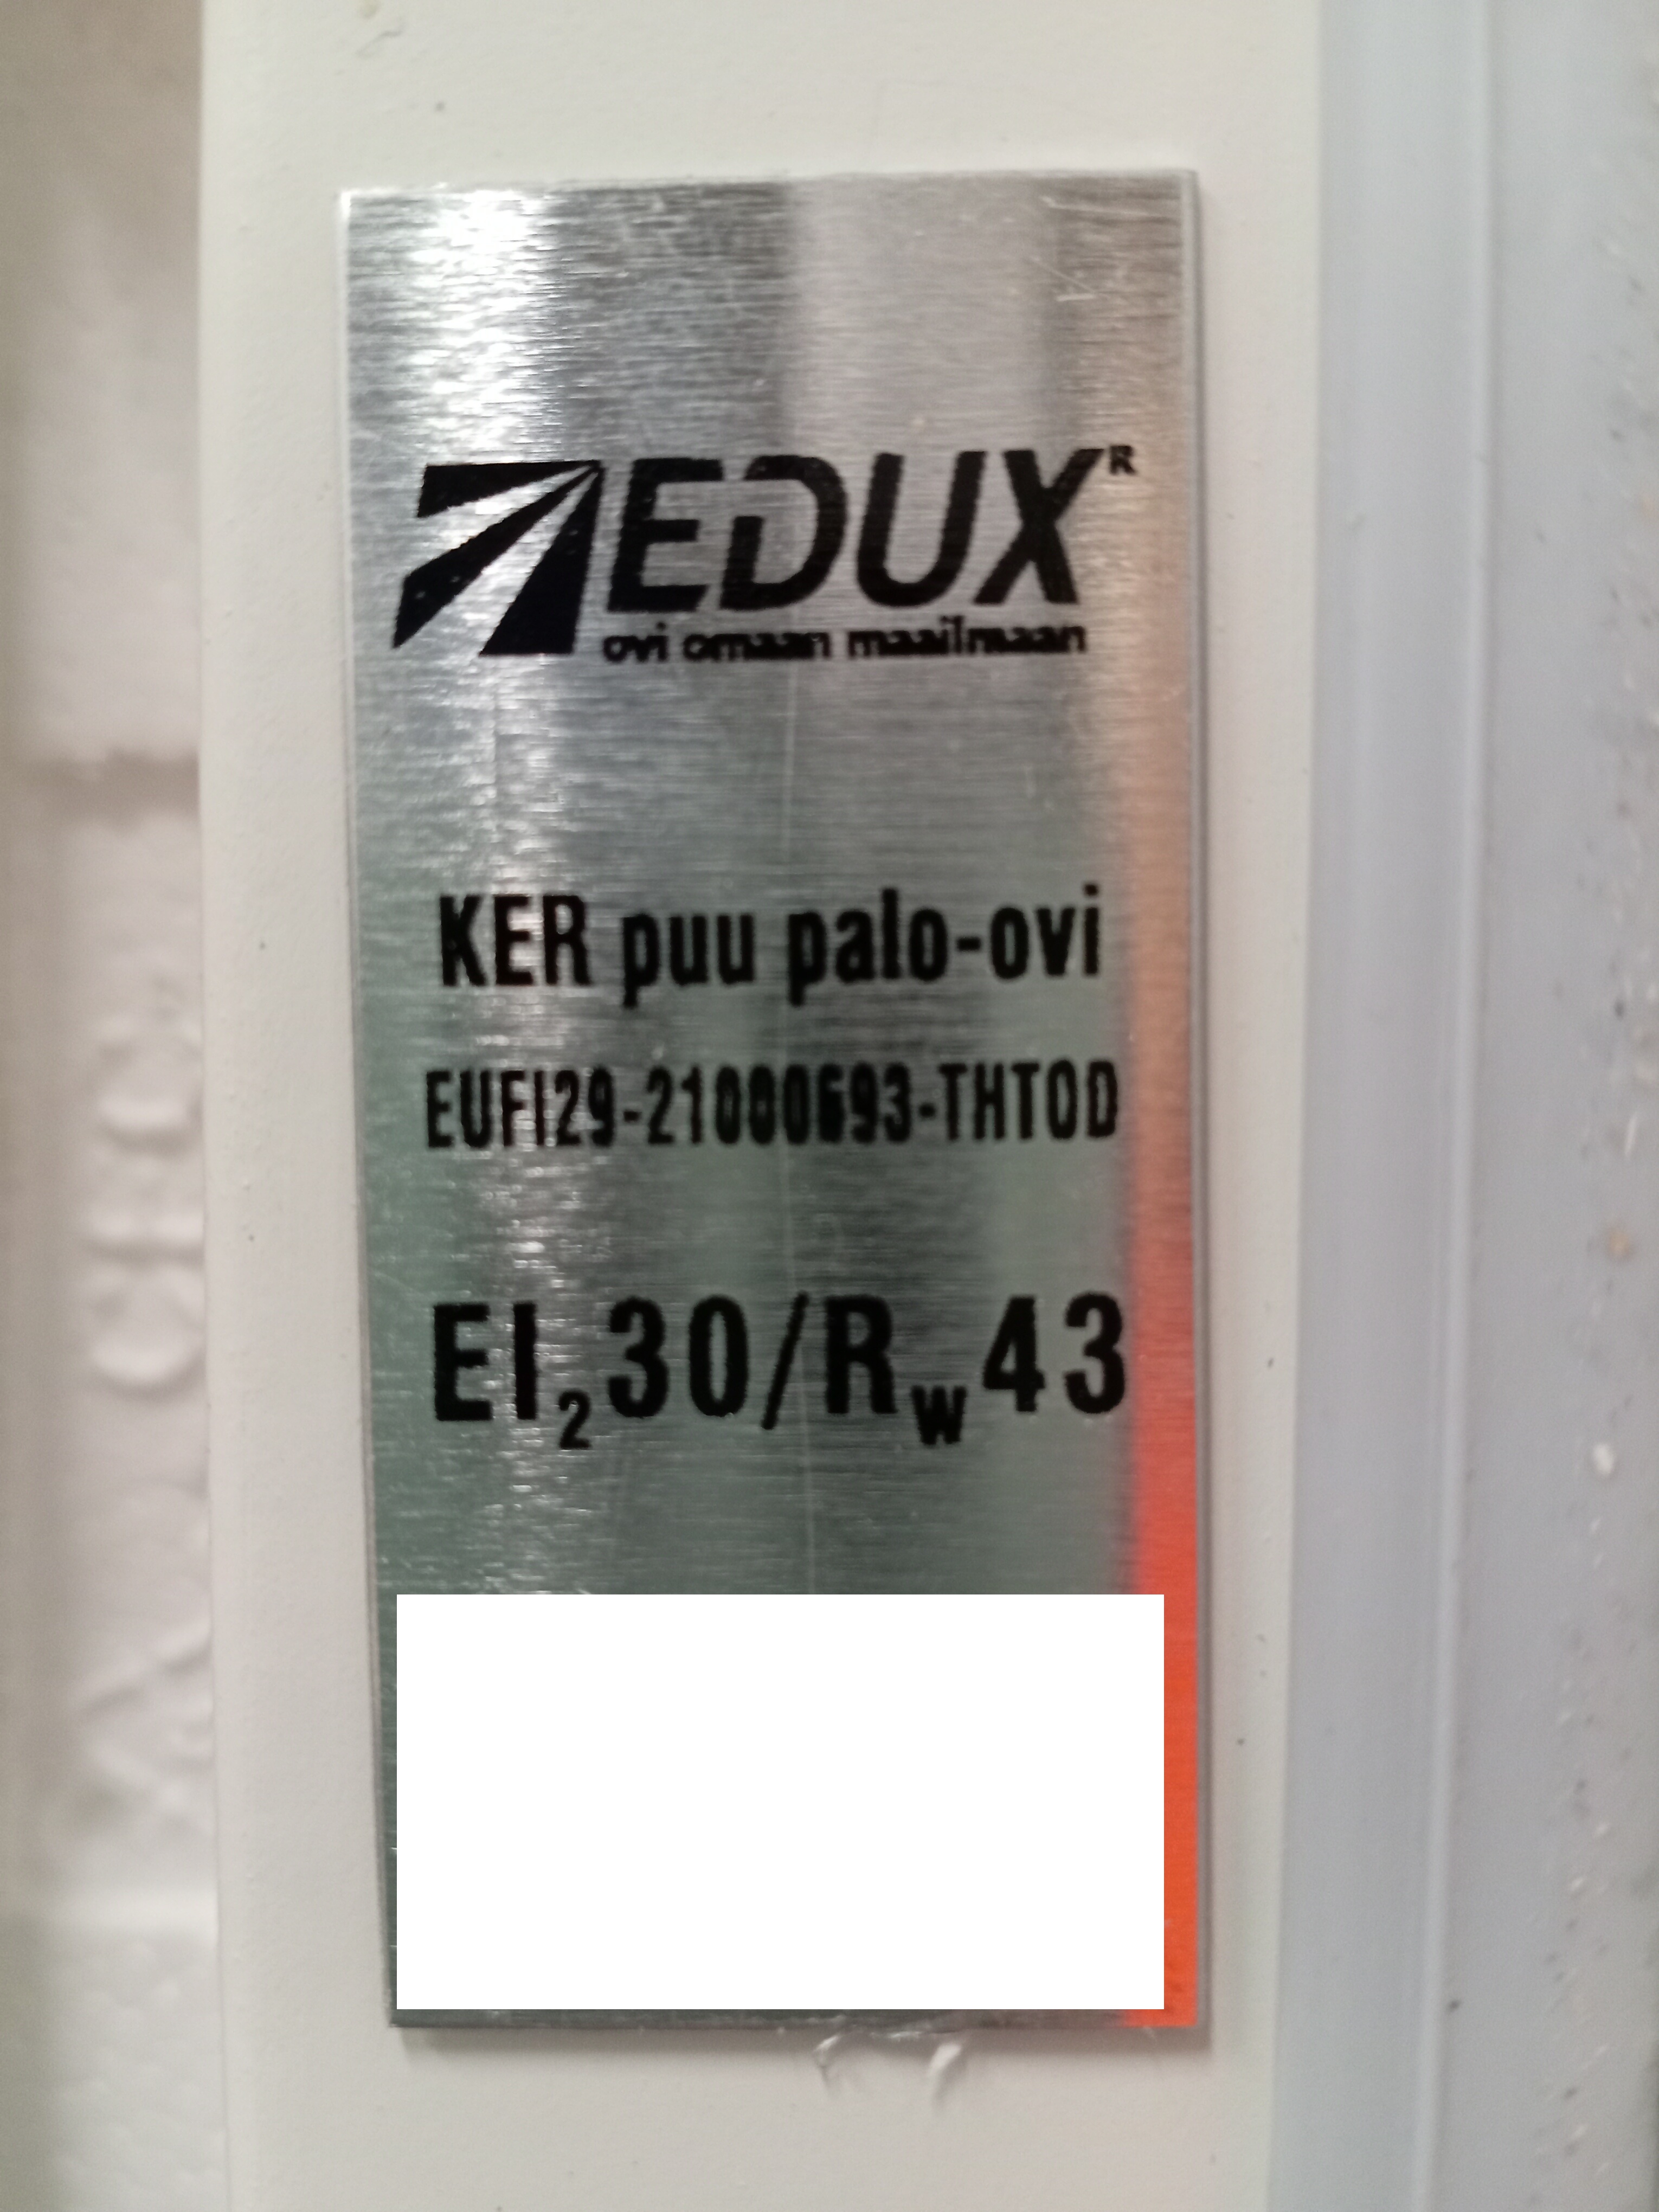 EDUX R
ovi omaan maailmaan
KER puu palo-ovi
EUFI29-21000693-THTOD
EI₂30/Rw43